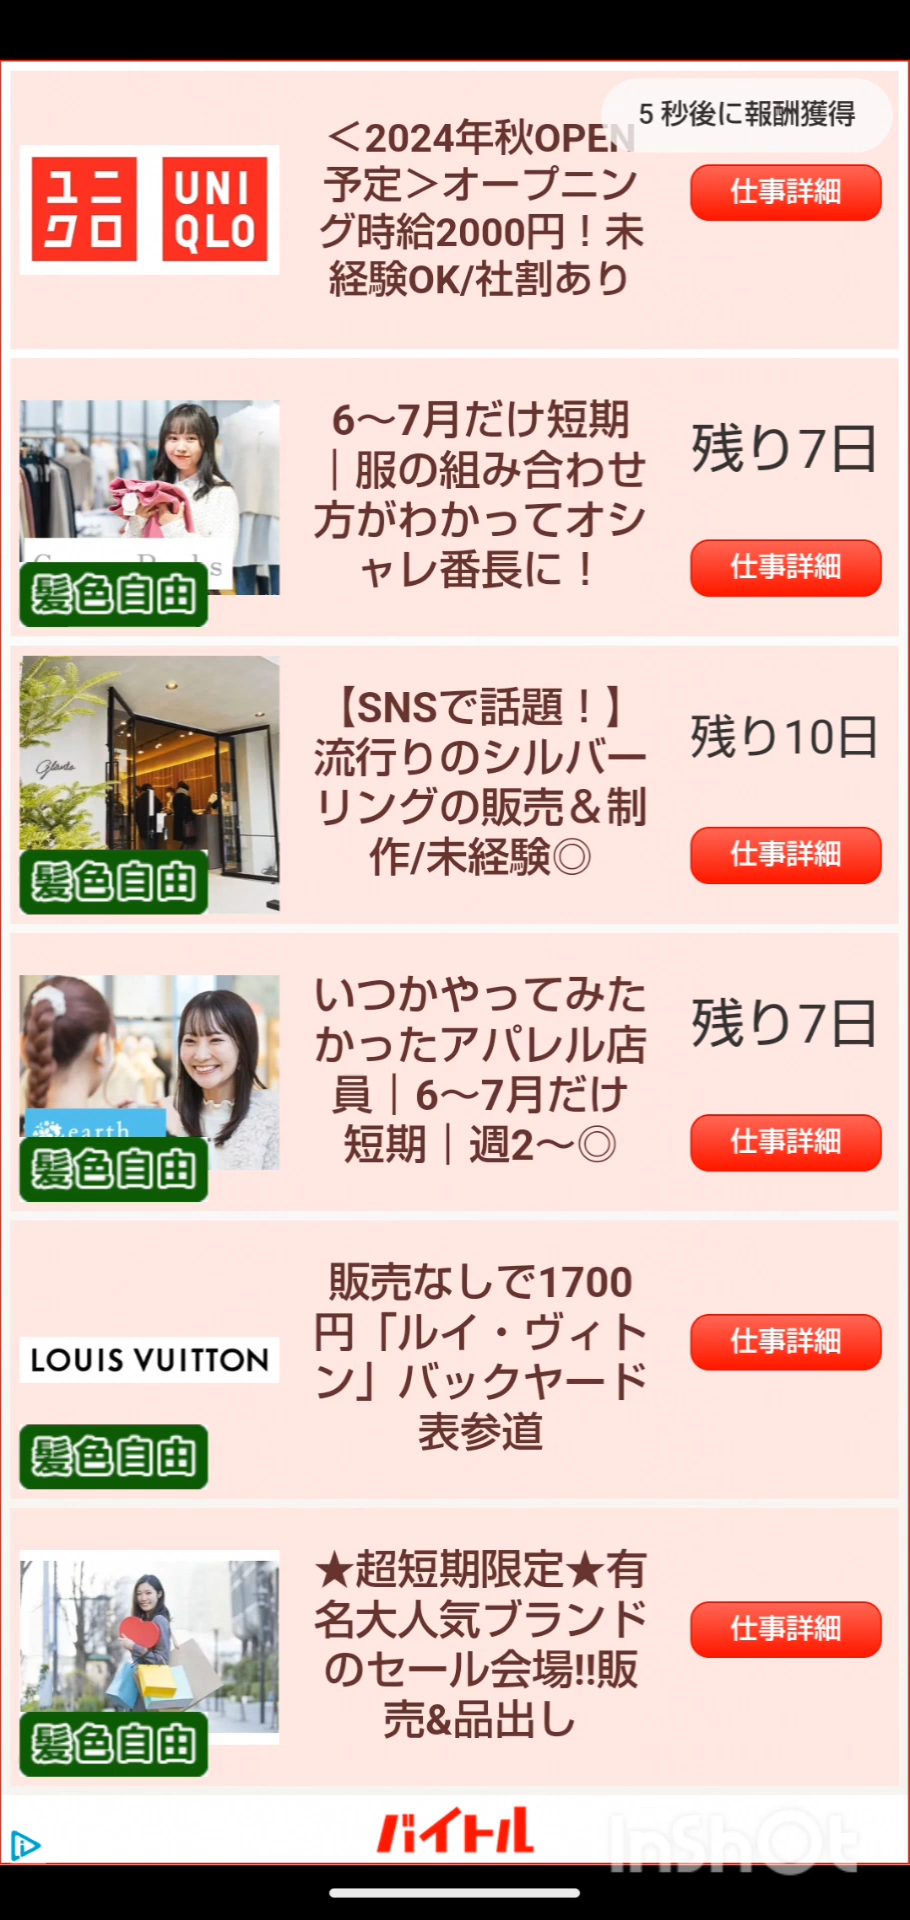 5 秒後に報酬獲得
ユニ
クロ
UNI
QLO
＜2024年秋OPEN
予定＞オープニン
グ時給2000円！未
経験OK/社割あり
仕事詳細
髪色自由
6〜7月だけ短期
｜服の組み合わせ
方がわかってオシ
ャレ番長に！
残り7日
仕事詳細
髪色自由
【SNSで話題！】
流行りのシルバー
リングの販売＆制
作/未経験◎
残り10日
仕事詳細
earth
髪色自由
いつかやってみた
かったアパレル店
員｜6〜7月だけ
短期｜週2〜◎
残り7日
仕事詳細
LOUIS VUITTON
髪色自由
販売なしで1700
円「ルイ・ヴィト
ン」バックヤード
表参道
仕事詳細
髪色自由
★超短期限定★有
名大人気ブランド
のセール会場!!販
売&品出し
仕事詳細
バイトル
InShOt